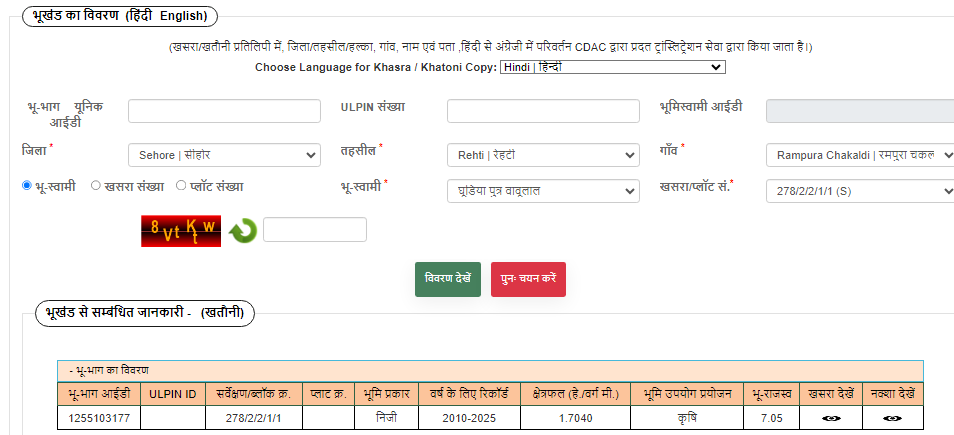 भूखंड का विवरण (हिंदी English)
(खसरा/खतौनी प्रतिलिपी में, जिला/तहसील/हल्का, गांव, नाम एवं पता ,हिंदी से अंग्रेजी में परिवर्तन CDAC द्वारा प्रदत ट्रांस्लिट्रेशन सेवा द्वारा किया जाता है।)
Choose Language for Khasra / Khatoni Copy: Hindi | हिन्दी
भू-भाग यूनिक आईडी ULPIN संख्या भूमिस्वामी आईडी
जिला * Sehore | सीहोर तहसील * Rehti | रेहटी गाँव * Rampura Chakaldi | रमपुरा चकल
भू-स्वामी खसरा संख्या प्लॉट संख्या भू-स्वामी * घुडिया पुत्र वाबूलाल खसरा/प्लॉट सं.* 278/2/2/1/1 (S)
8 V t K t w
विवरण देखें पुनः चयन करें
भूखंड से सम्बंधित जानकारी - (खतौनी)
- भू-भाग का विवरण
भू-भाग आईडी ULPIN ID सर्वेक्षण/ब्लॉक क्र. प्लाट क्र. भूमि प्रकार वर्ष के लिए रिकॉर्ड क्षेत्रफल (हे./वर्ग मी.) भूमि उपयोग प्रयोजन भू-राजस्व खसरा देखें नक्शा देखें
1255103177 278/2/2/1/1 निजी 2010-2025 1.7040 कृषि 7.05